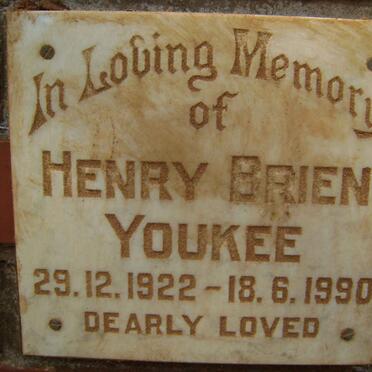 In Loving Memory
of
HENRY BRIEN
YOUKEE
29.12.1922 - 18.6.1990
DEARLY LOVED